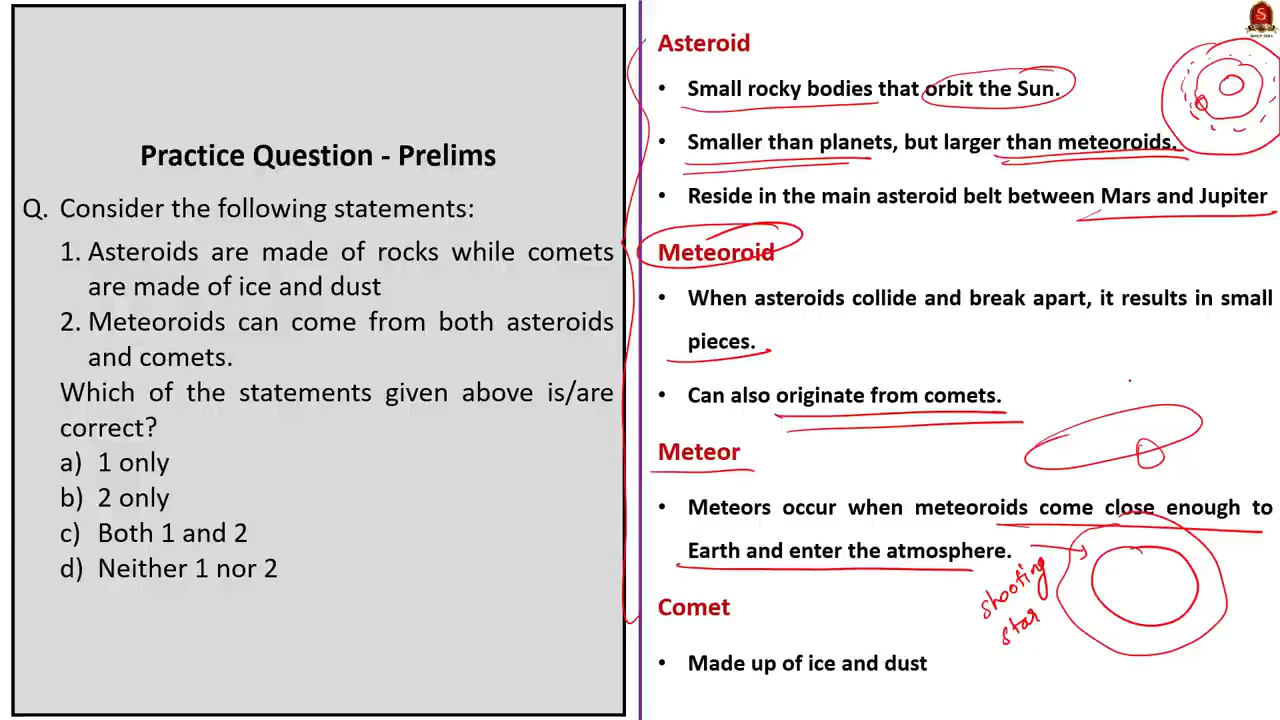 Practice Question - Prelims
Q. Consider the following statements:
1. Asteroids are made of rocks while comets
are made of ice and dust
2. Meteoroids can come from both asteroids
and comets.
Which of the statements given above is/are
correct?
a) 1 only
b) 2 only
c) Both 1 and 2
d) Neither 1 nor 2
Asteroid
• Small rocky bodies that orbit the Sun.
• Smaller than planets, but larger than meteoroids.
• Reside in the main asteroid belt between Mars and Jupiter
Meteoroid
• When asteroids collide and break apart, it results in small
pieces.
• Can also originate from comets.
Meteor
• Meteors occur when meteoroids come close enough to
Earth and enter the atmosphere.
shooting
star
Comet
• Made up of ice and dust
S